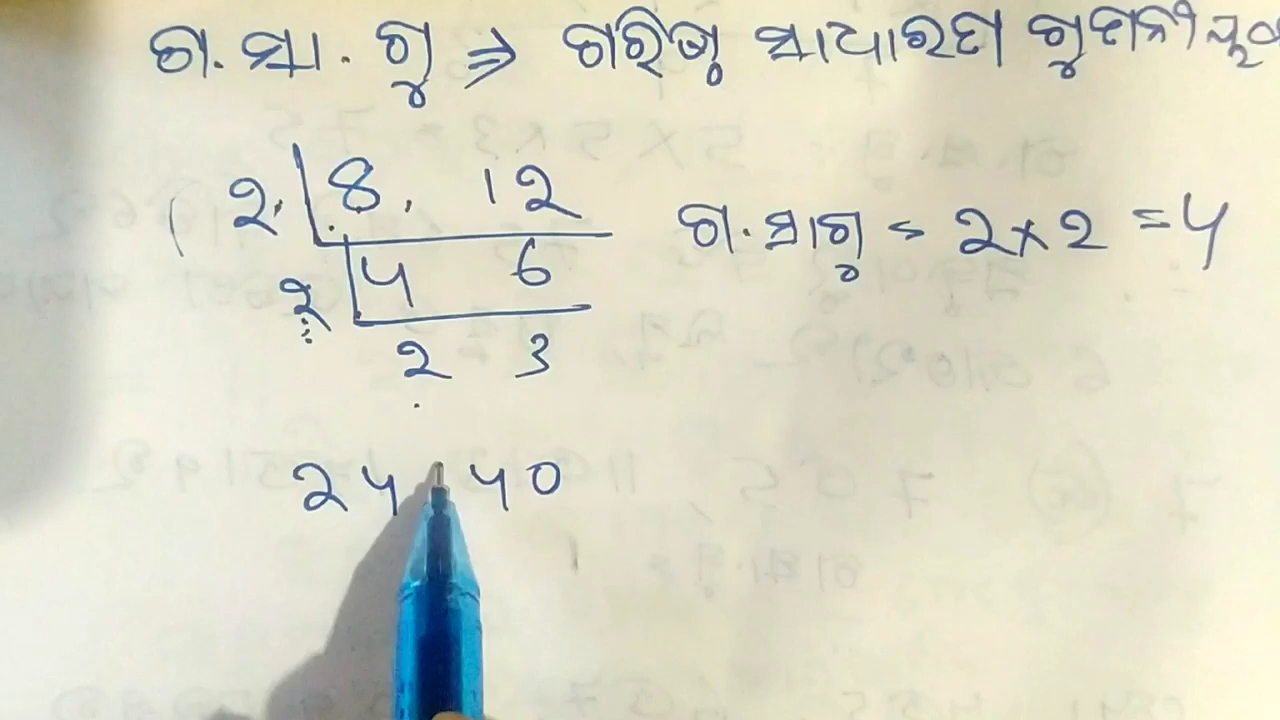 ଗ. ସା. ଗୁ ⇒ ଗରିଷ୍ଠ ସାଧାରଣ ଗୁଣନୀୟକ
2. | 8, 12 ଗ. ସାଗୁ = 2 × 2 = 4
2 | 4 6
2 3
24 40